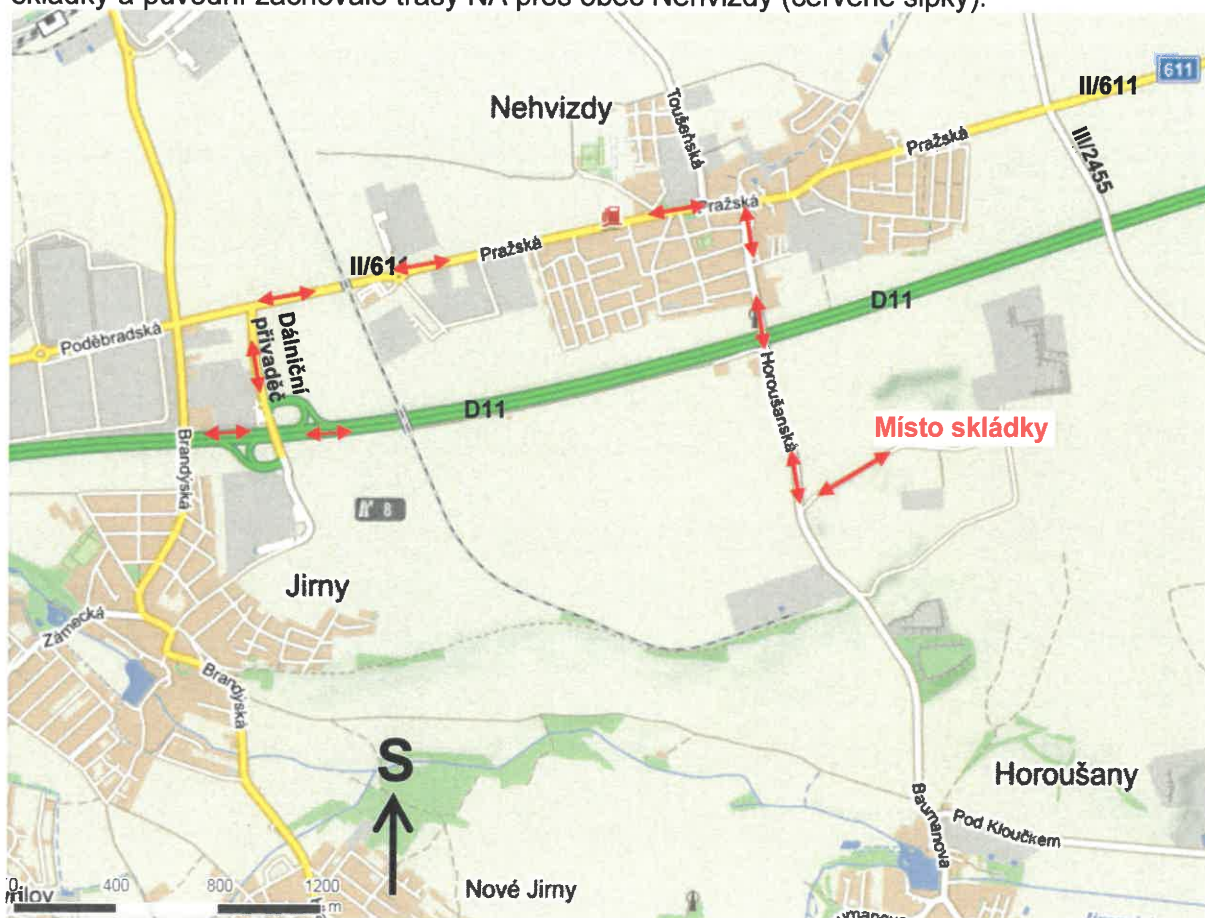 skládky a původní zachovalé trasy NA přes obec Nehvizdy (červené šipky).
611
II/611
Nehvizdy
Toušeňská
Pražská
III/2455
Pražská
Pražská
II/611
D11
Poděbradská
Dálniční
přivaděč
Horoušanská
D11
Místo skládky
Brandýská
8
Jirny
Zámecká
Brandýská
S
Horoušany
Baumanova
Pod Kloučkem
0 400 800 1200
m
Nové Jirny